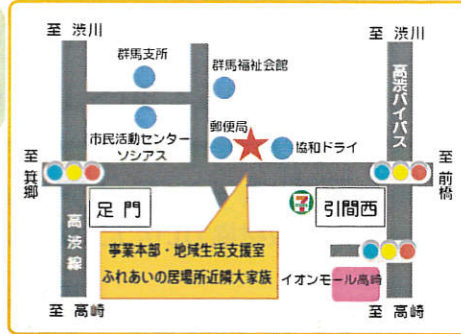 至 渋川
至 渋川
群馬支所
群馬福祉会館
高渋バイパス
市民活動センター
ソシアス
郵便局
協和ドライ
至 箕郷
至 前橋
足門
7
引間西
高渋線
事業本部・地域生活支援室
ふれあいの居場所近隣大家族
イオンモール高崎
至 高崎
至 高崎